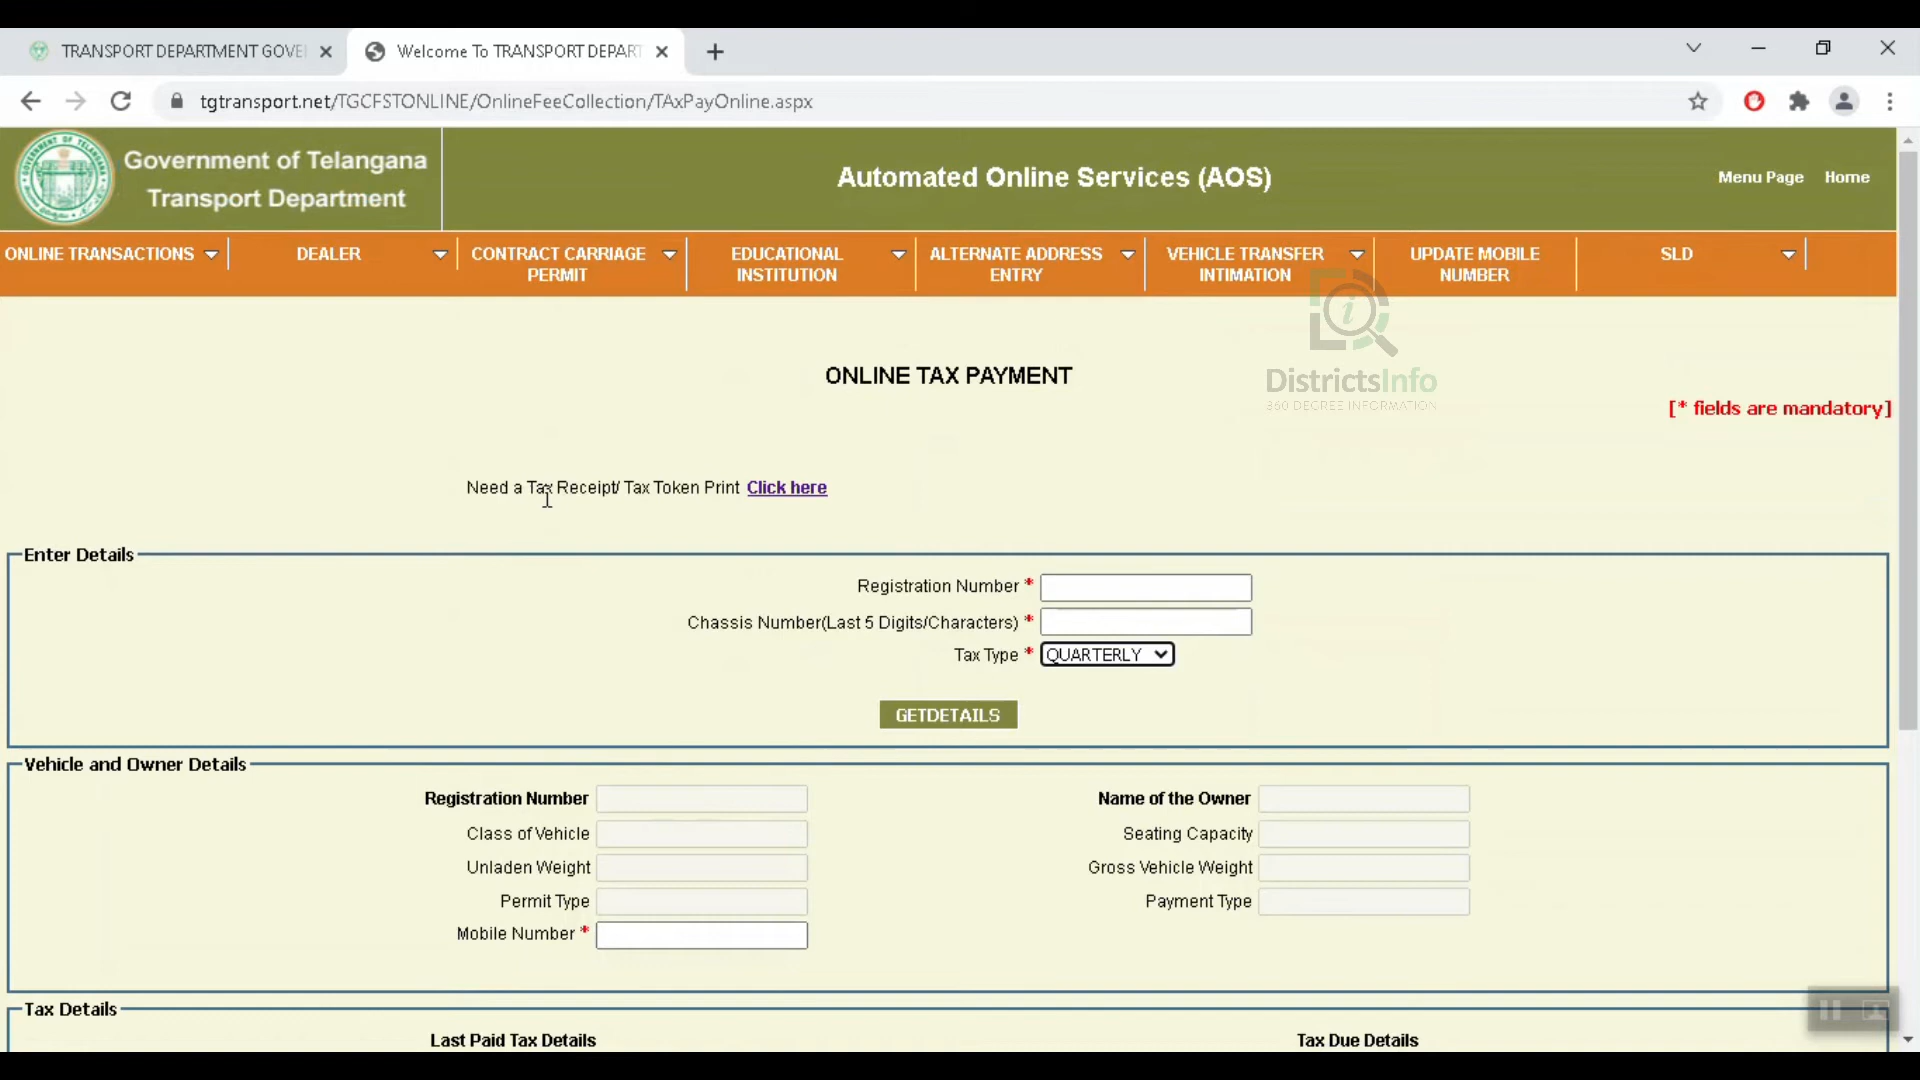 TRANSPORT DEPARTMENT GOVE
Welcome To TRANSPORT DEPAR
tgtransport.net/TGCFSTONLINE/OnlineFeeCollection/TAxPayOnline.aspx
Government of Telangana
Transport Department
Automated Online Services (AOS)
Menu Page
Home
ONLINE TRANSACTIONS
DEALER
CONTRACT CARRIAGE
PERMIT
EDUCATIONAL
INSTITUTION
ALTERNATE ADDRESS
ENTRY
VEHICLE TRANSFER
INTIMATION
UPDATE MOBILE
NUMBER
SLD
ONLINE TAX PAYMENT
DistrictsInfo
360 DEGREE INFORMATION
[* fields are mandatory]
Need a Tax Receipt/ Tax Token Print Click here
Enter Details
Registration Number *
Chassis Number(Last 5 Digits/Characters) *
Tax Type * QUARTERLY
GETDETAILS
Vehicle and Owner Details
Registration Number
Name of the Owner
Class of Vehicle
Seating Capacity
Unladen Weight
Gross Vehicle Weight
Permit Type
Payment Type
Mobile Number *
Tax Details
Last Paid Tax Details
Tax Due Details